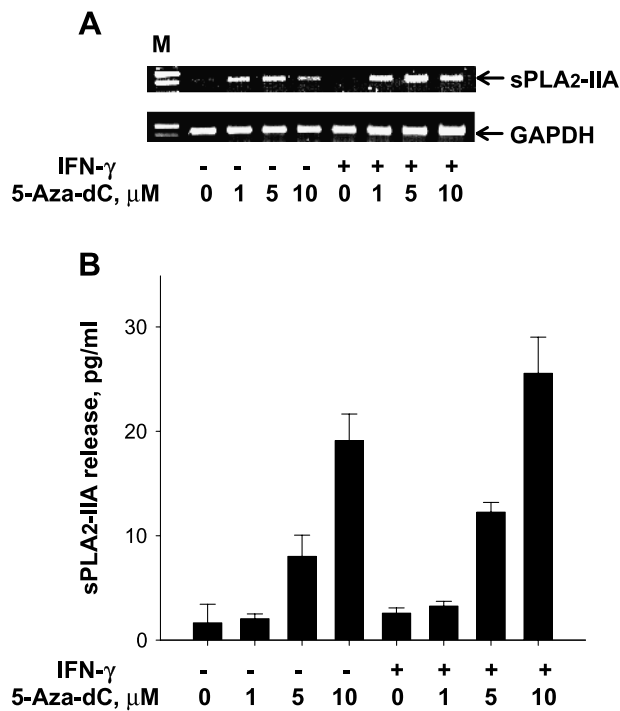 A
M
sPLA2-IIA
GAPDH
IFN-γ - - - - + + + +
5-Aza-dC, μM 0 1 5 10 0 1 5 10
B
sPLA2-IIA release, pg/ml
30
20
10
0
IFN-γ - - - - + + + +
5-Aza-dC, μM 0 1 5 10 0 1 5 10